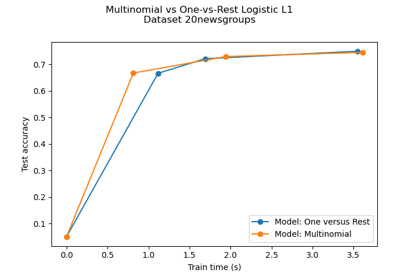 Multinomial vs One-vs-Rest Logistic L1
Dataset 20newsgroups
0.7
0.6
0.5
0.4
0.3
0.2
0.1
Test accuracy
Model: One versus Rest
Model: Multinomial
0.0 0.5 1.0 1.5 2.0 2.5 3.0 3.5
Train time (s)